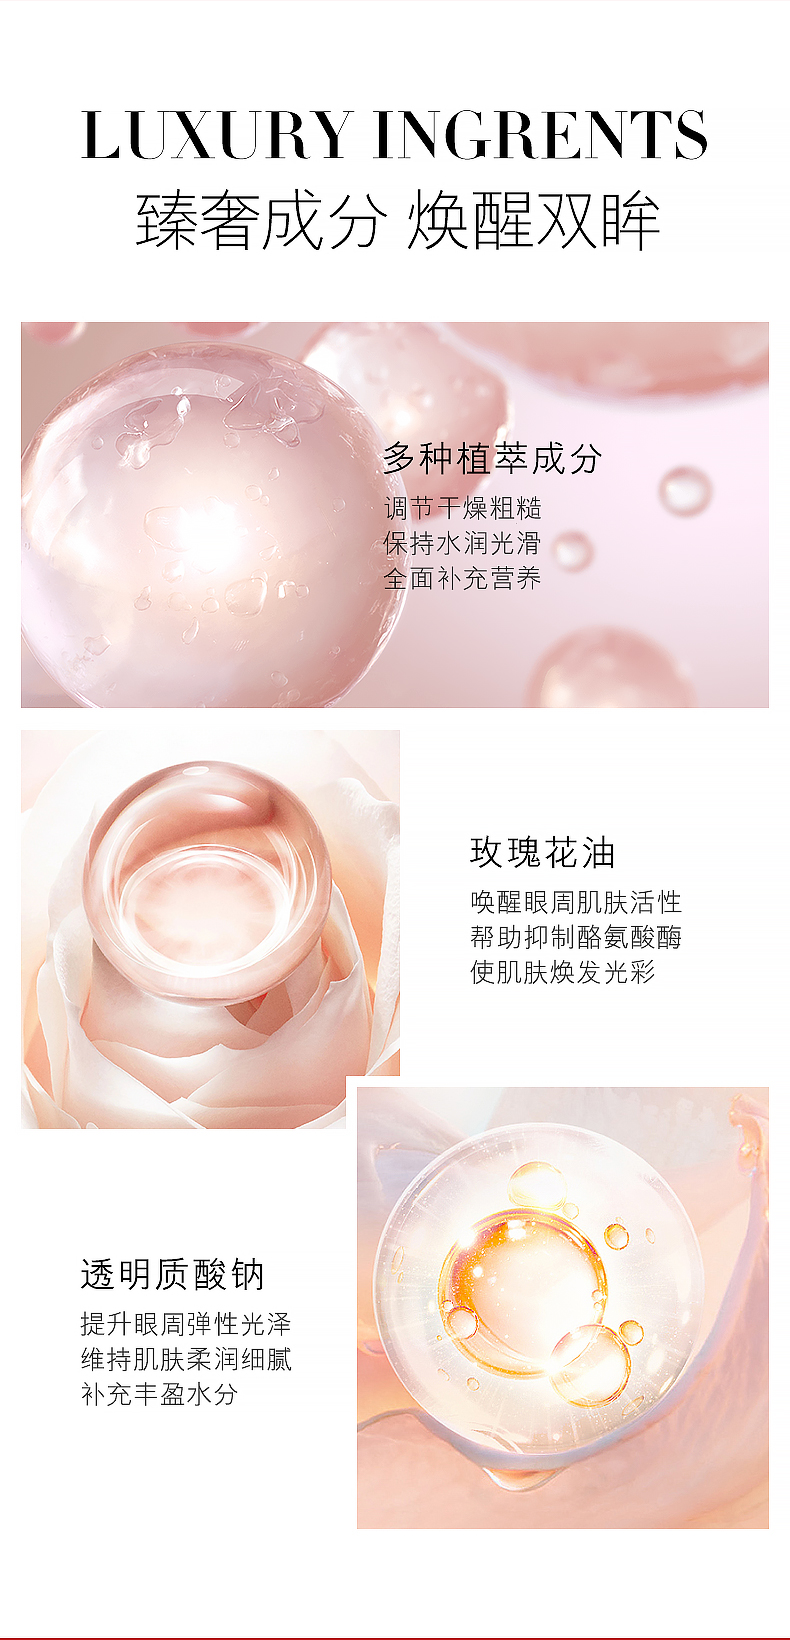 LUXURY INGRENTS
臻奢成分 焕醒双眸
多种植萃成分
调节干燥粗糙
保持水润光滑
全面补充营养
玫瑰花油
唤醒眼周肌肤活性
帮助抑制酪氨酸酶
使肌肤焕发光彩
透明质酸钠
提升眼周弹性光泽
维持肌肤柔润细腻
补充丰盈水分